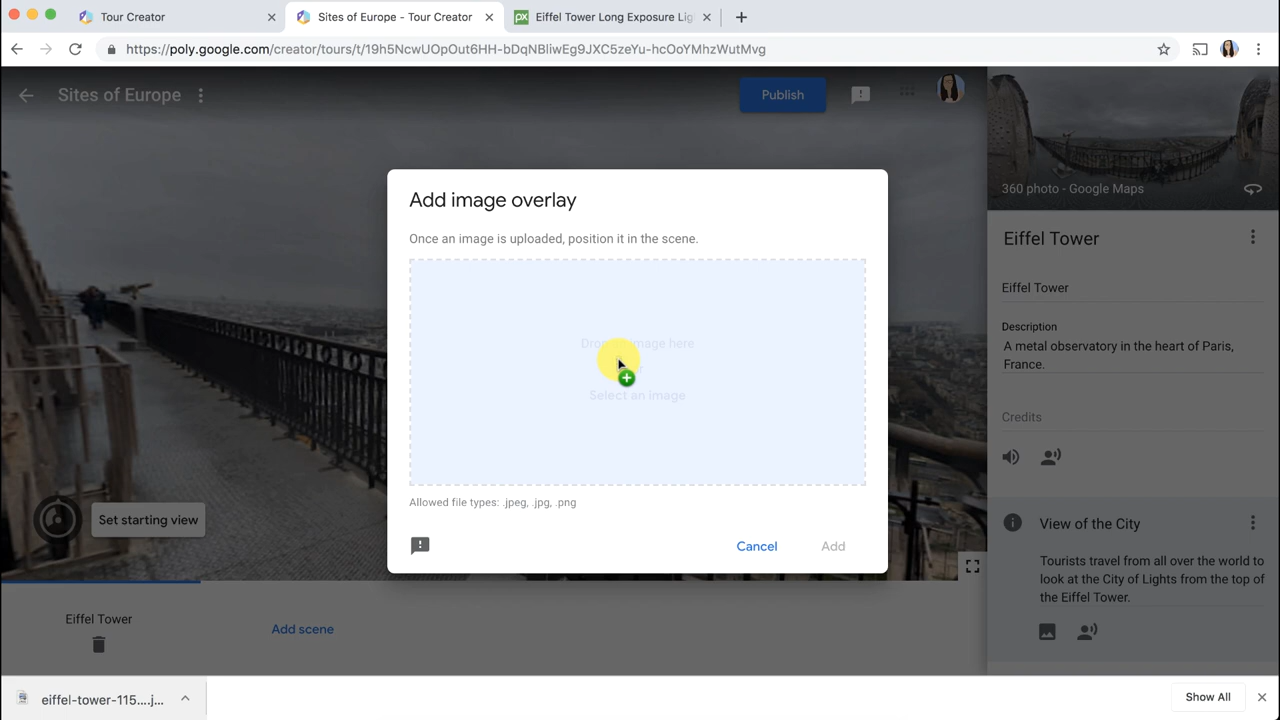 Tour Creator
Sites of Europe - Tour Creator
Eiffel Tower Long Exposure Lig
https://poly.google.com/creator/tours/t/19h5NcwUOpOut6HH-bDqNBliwEg9JXC5zeYu-hcOoYMhzWutMvg
Sites of Europe
Publish
360 photo - Google Maps
Add image overlay
Once an image is uploaded, position it in the scene.
image here
Select an image
Allowed file types: .jpeg, .jpg, .png
Cancel
Add
Eiffel Tower
Eiffel Tower
Description
A metal observatory in the heart of Paris,
France.
Credits
View of the City
Tourists travel from all over the world to
look at the City of Lights from the top of
the Eiffel Tower.
Set starting view
Eiffel Tower
Add scene
eiffel-tower-115....j...
Show All